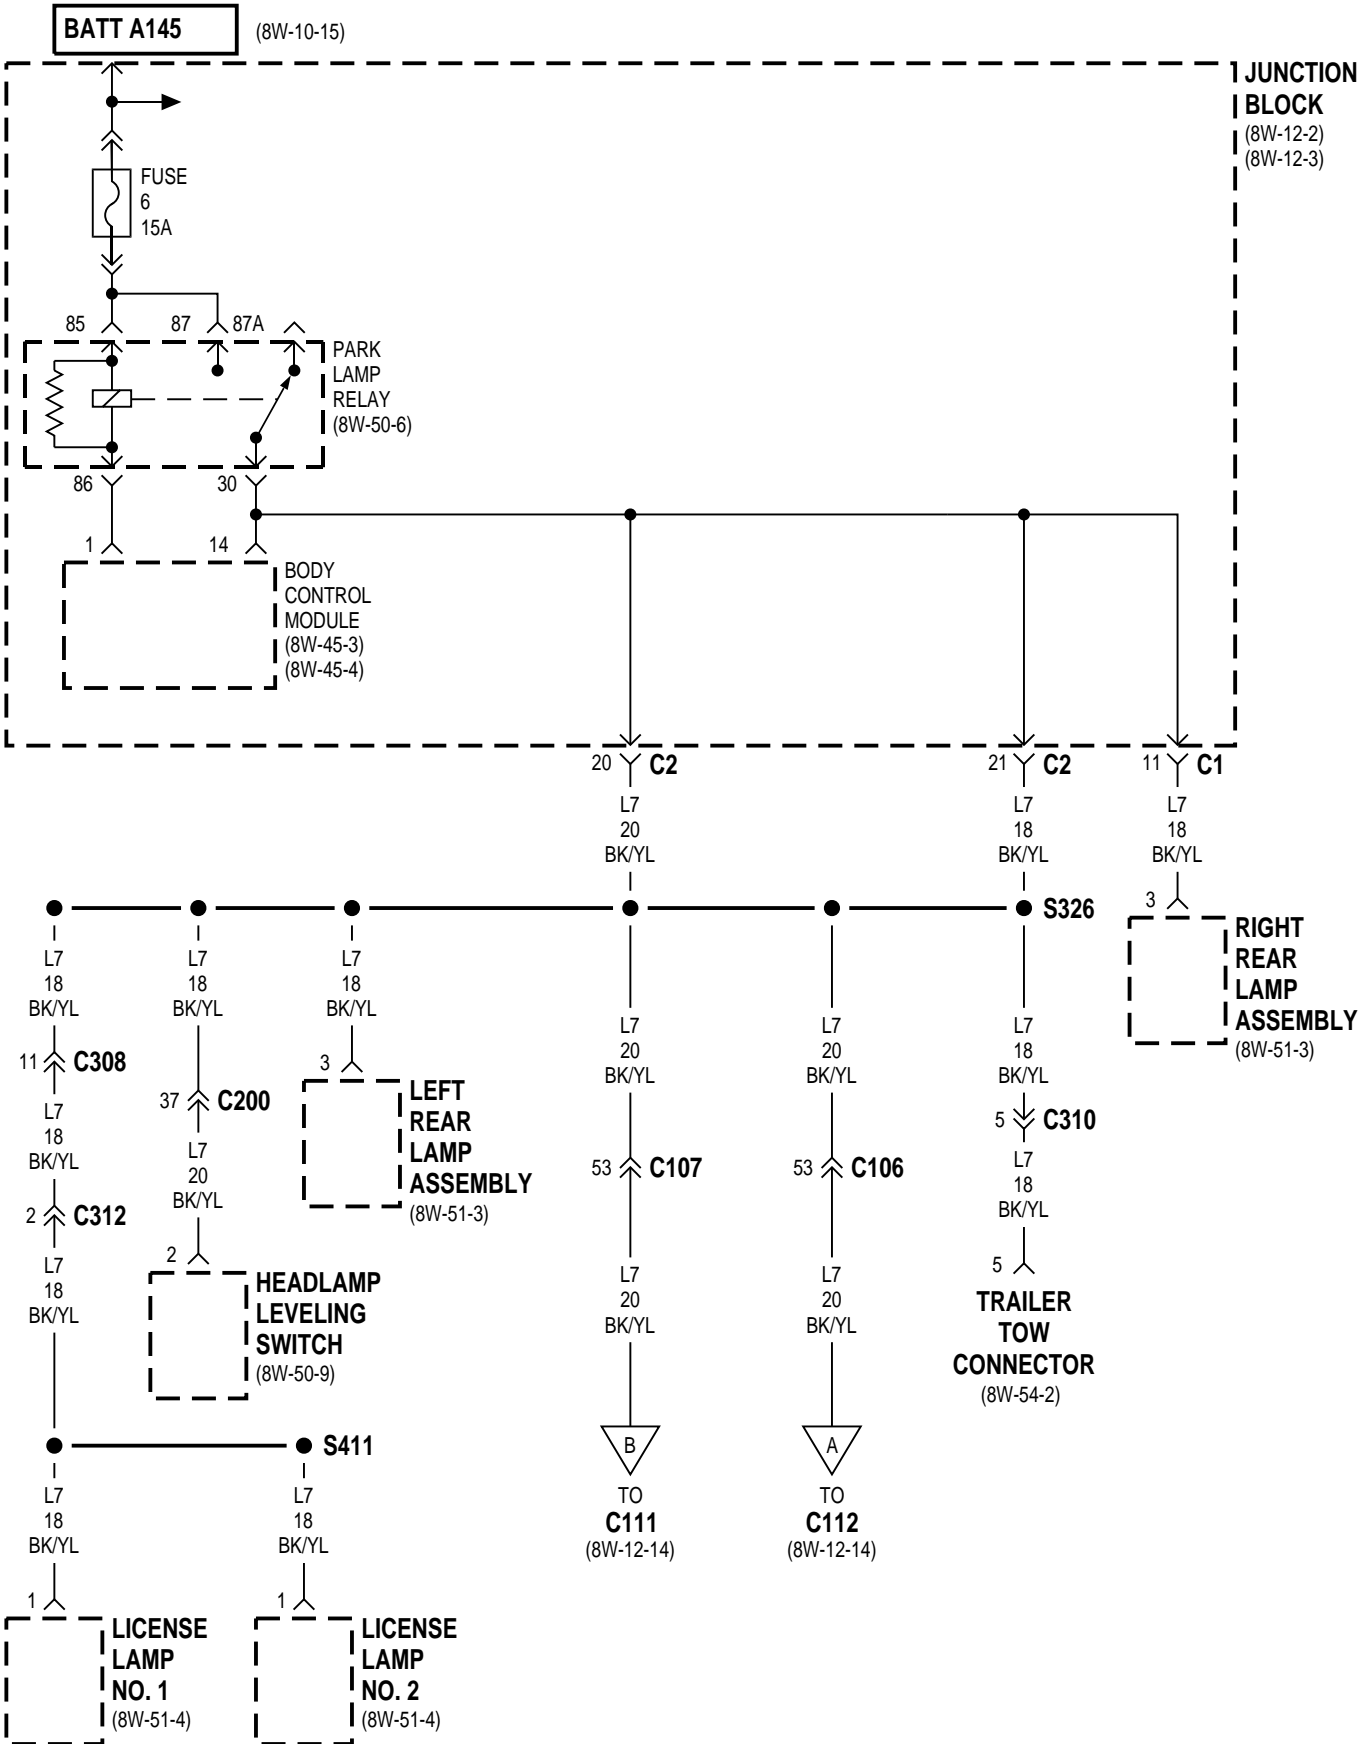 BATT A145
(8W-10-15)
JUNCTION
BLOCK
(8W-12-2)
(8W-12-3)
FUSE
6
15A
85
87
87A
PARK
LAMP
RELAY
(8W-50-6)
86
30
1
14
BODY
CONTROL
MODULE
(8W-45-3)
(8W-45-4)
20
C2
21
C2
11
C1
L7
20
BK/YL
L7
18
BK/YL
L7
18
BK/YL
S326
3
RIGHT
REAR
LAMP
ASSEMBLY
(8W-51-3)
L7
18
BK/YL
L7
18
BK/YL
L7
18
BK/YL
L7
20
BK/YL
L7
20
BK/YL
L7
18
BK/YL
11
C308
37
C200
3
LEFT
REAR
LAMP
ASSEMBLY
(8W-51-3)
53
C107
53
C106
5
C310
L7
18
BK/YL
L7
20
BK/YL
L7
18
BK/YL
2
C312
2
HEADLAMP
LEVELING
SWITCH
(8W-50-9)
L7
18
BK/YL
L7
20
BK/YL
L7
20
BK/YL
5
TRAILER
TOW
CONNECTOR
(8W-54-2)
S411
B
TO
C111
(8W-12-14)
A
TO
C112
(8W-12-14)
L7
18
BK/YL
L7
18
BK/YL
1
LICENSE
LAMP
NO. 1
(8W-51-4)
1
LICENSE
LAMP
NO. 2
(8W-51-4)